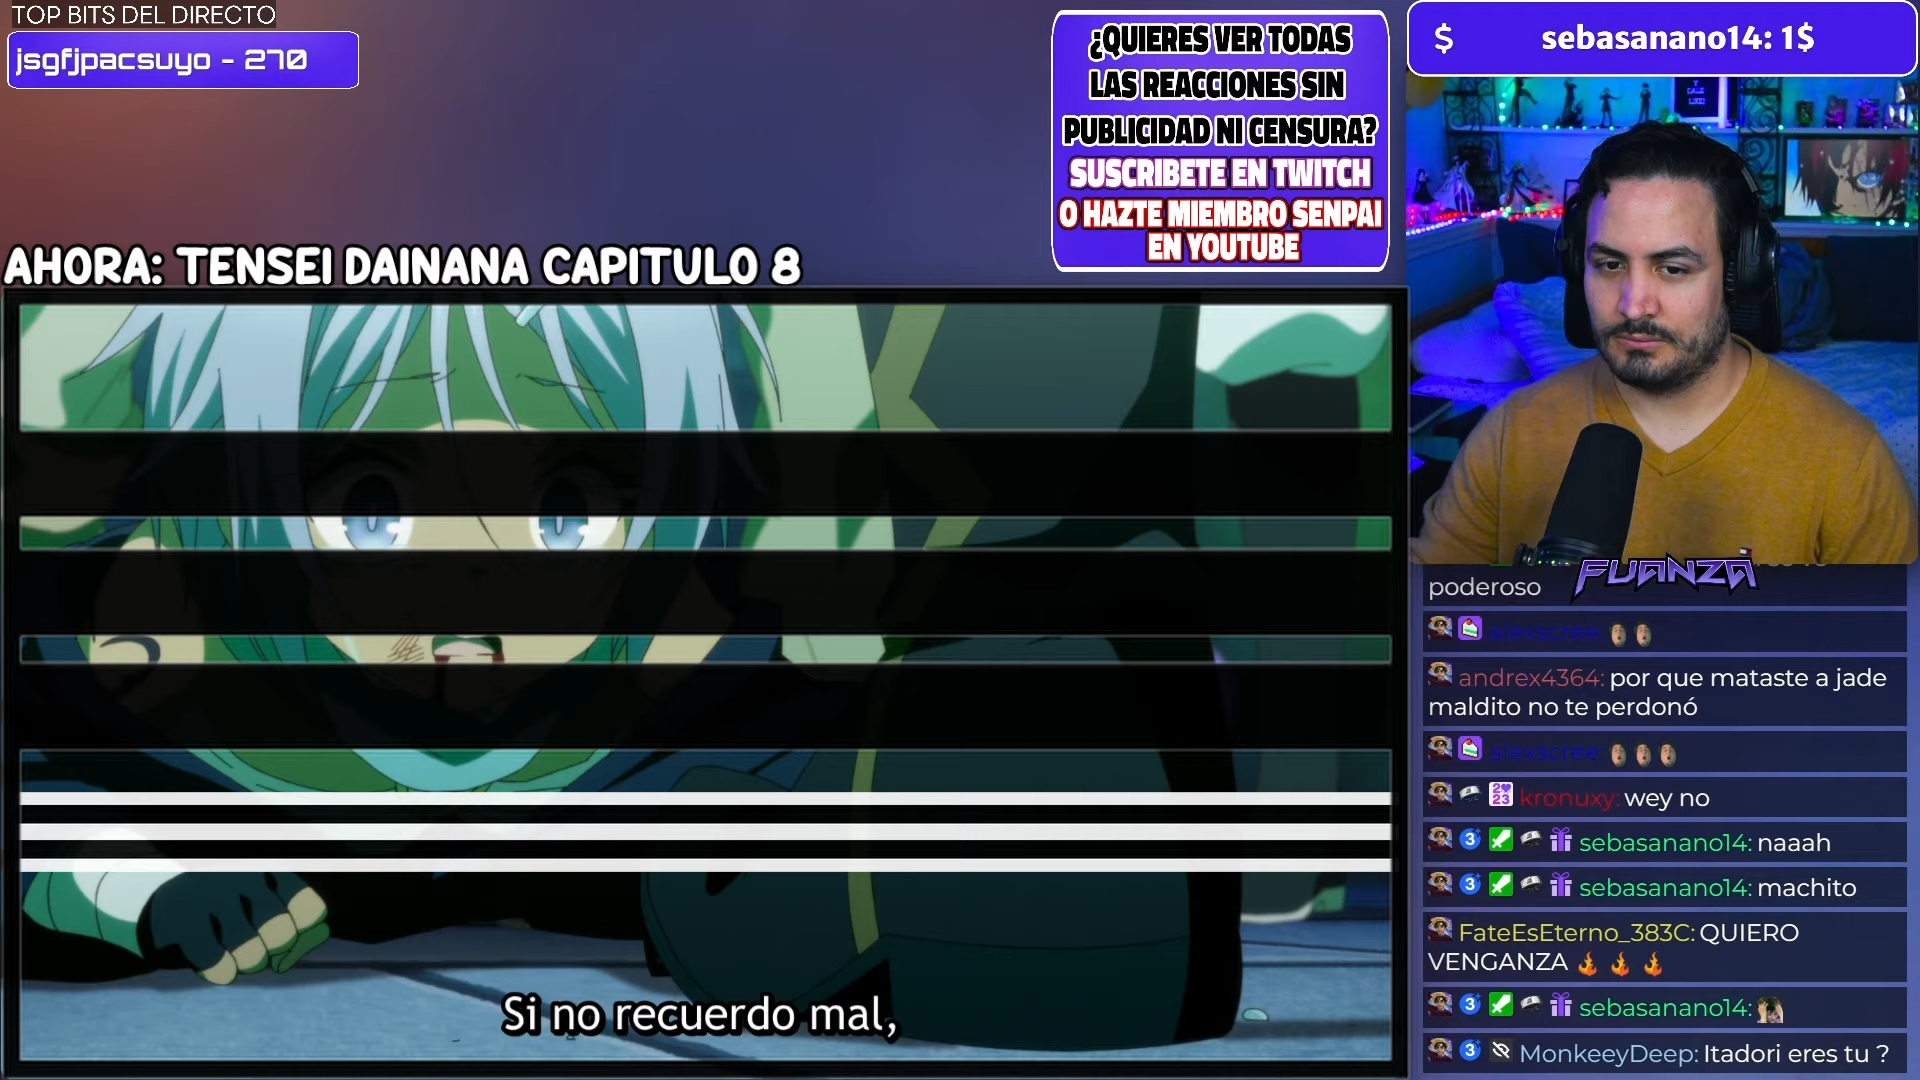 TOP BITS DEL DIRECTO
jsgfjpacsuyo - 270
¿QUIERES VER TODAS
LAS REACCIONES SIN
PUBLICIDAD NI CENSURA?
SUSCRIBETE EN TWITCH
O HAZTE MIEMBRO SENPAI
EN YOUTUBE
$ sebasanano14: 1$
AHORA: TENSEI DAINANA CAPITULO 8
Si no recuerdo mal,
FUANZA
poderoso
alexscree:
andrex4364: por que mataste a jade
maldito no te perdonó
alexscree:
kronuxy: wey no
sebasanano14: naaah
sebasanano14: machito
FateEsEterno_383C: QUIERO
VENGANZA 🔥 🔥 🔥
sebasanano14:
MonkeeyDeep: Itadori eres tu ?